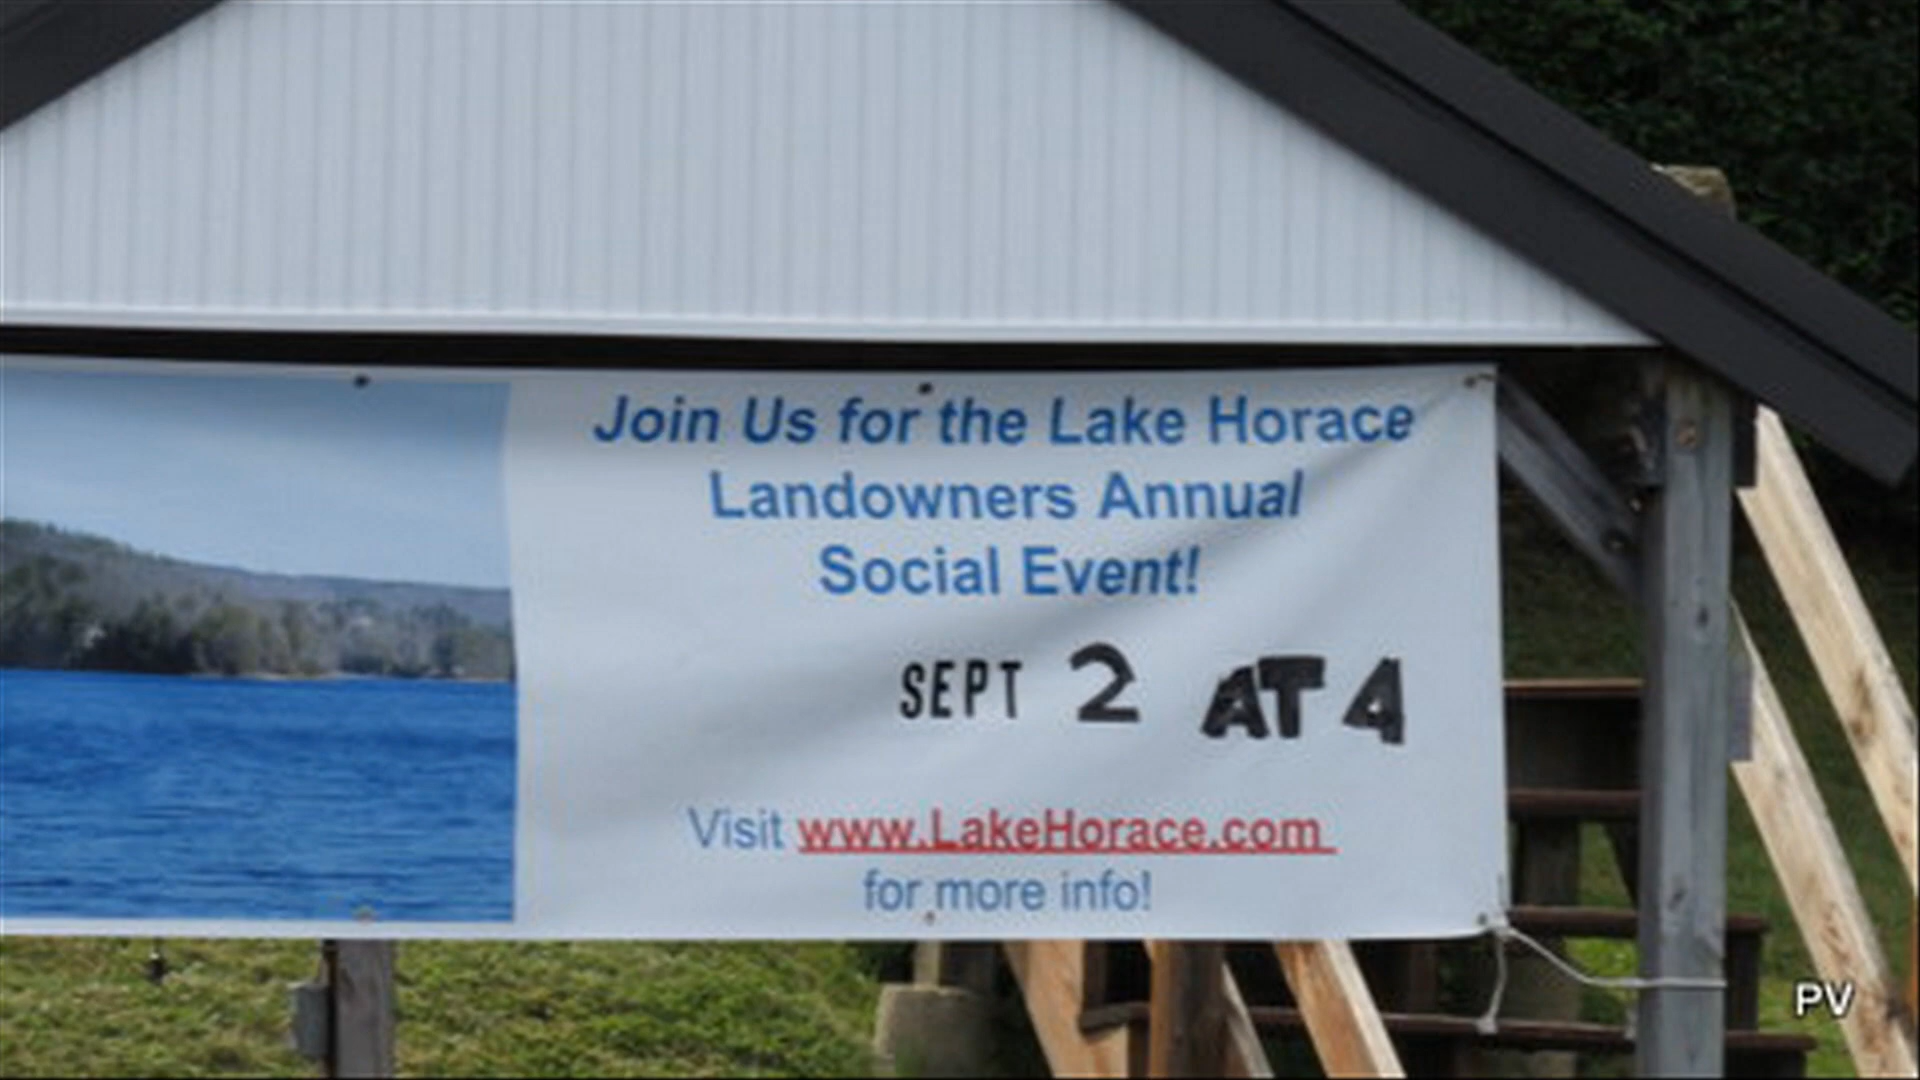 Join Us for the Lake Horace
Landowners Annual
Social Event!
SEPT 2 AT 4
Visit www.LakeHorace.com
for more info!
PV